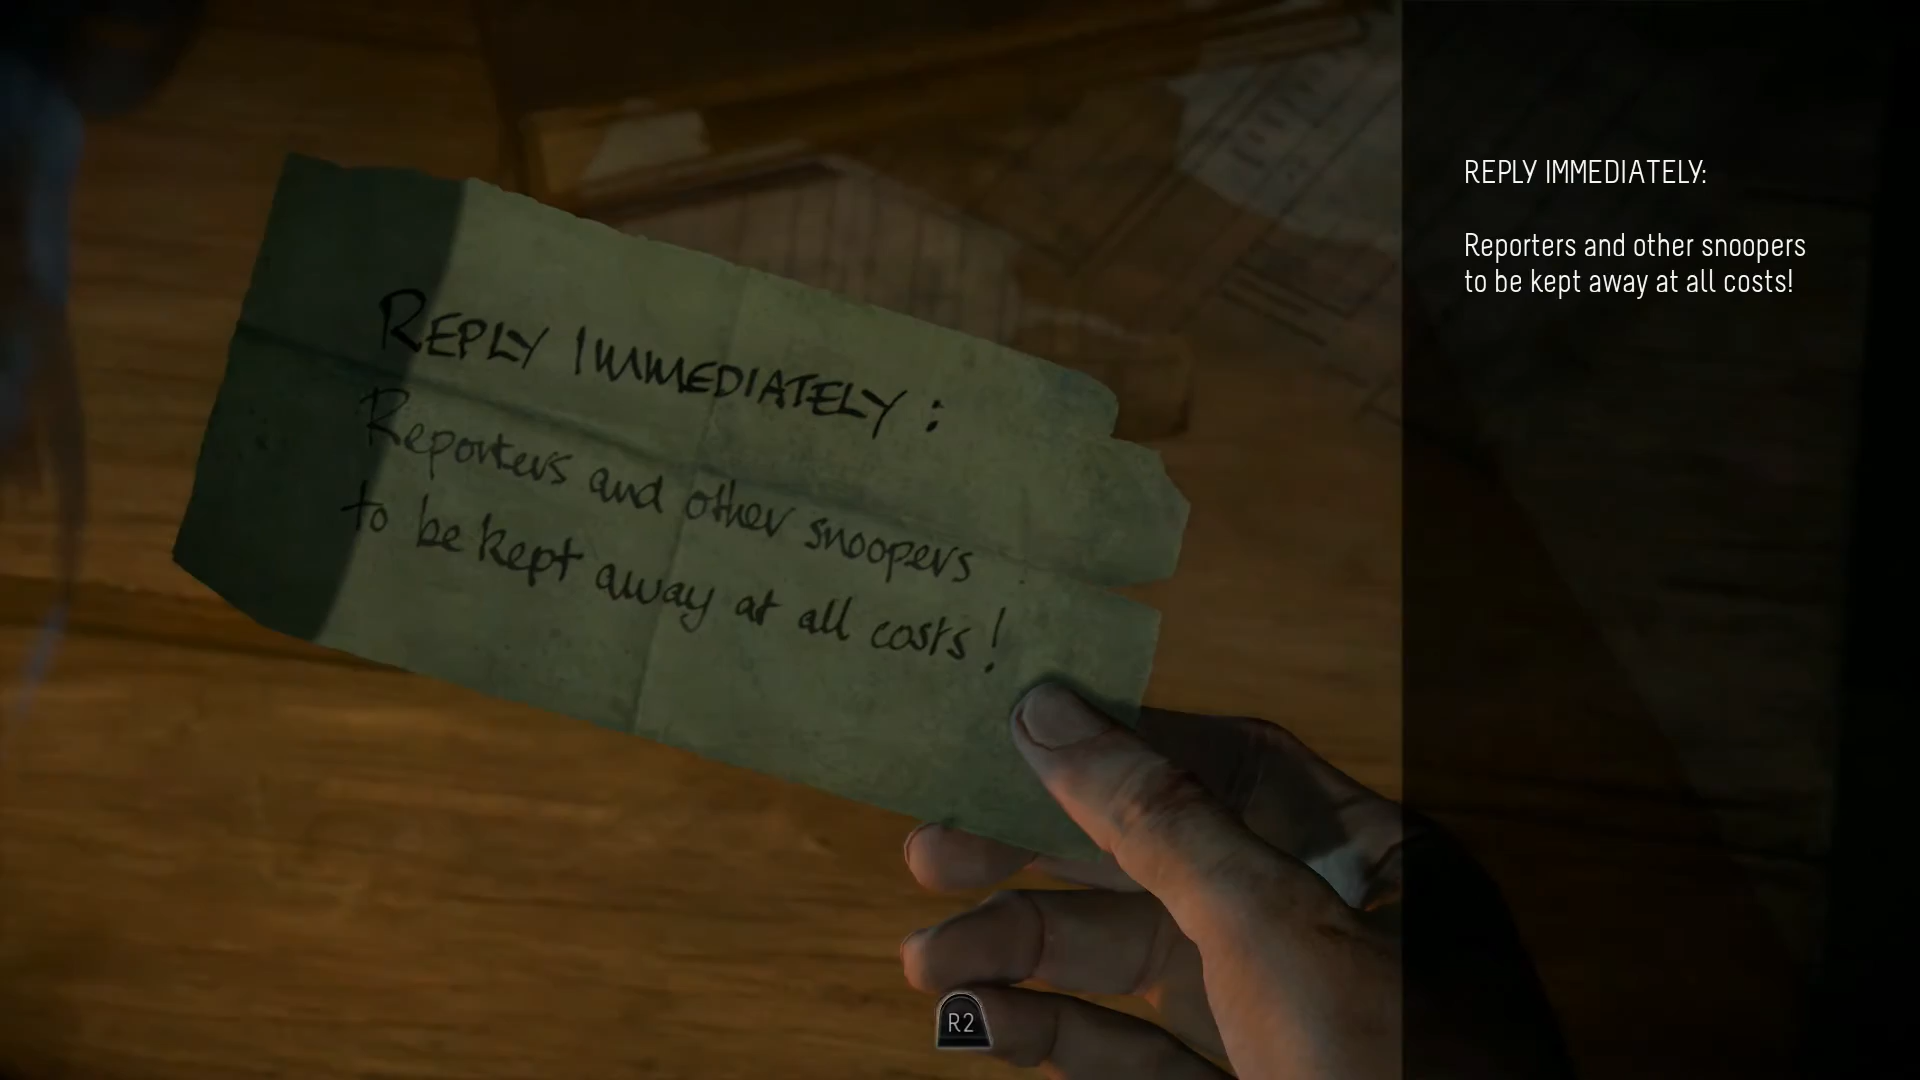 REPLY IMMEDIATELY:
Reporters and other snoopers
to be kept away at all costs!
REPLY IMMEDIATELY:
Reporters and other snoopers
to be kept away at all costs!
R2